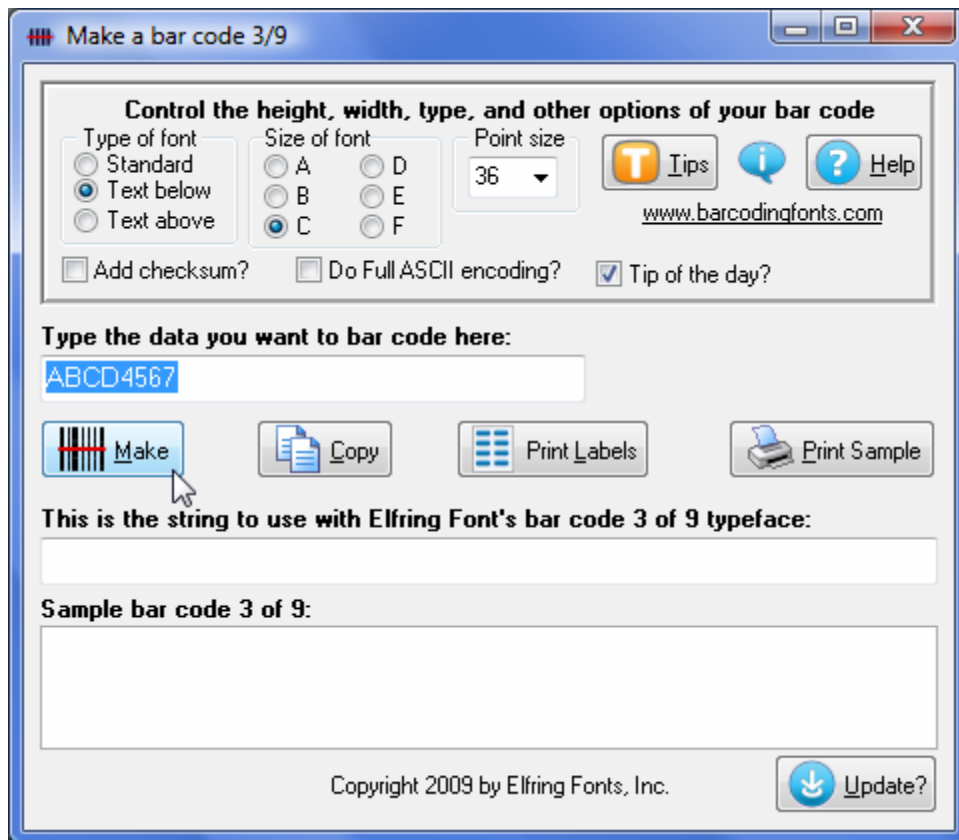 Make a bar code 3/9
Control the height, width, type, and other options of your bar code
Type of font
Size of font
Point size
Standard
Text below
Text above
A
B
C
D
E
F
36
Tips
Help
www.barcodingfonts.com
Add checksum?
Do Full ASCII encoding?
Tip of the day?
Type the data you want to bar code here:
ABCD4567
Make
Copy
Print Labels
Print Sample
This is the string to use with Elfring Font's bar code 3 of 9 typeface:
Sample bar code 3 of 9:
Copyright 2009 by Elfring Fonts, Inc.
Update?